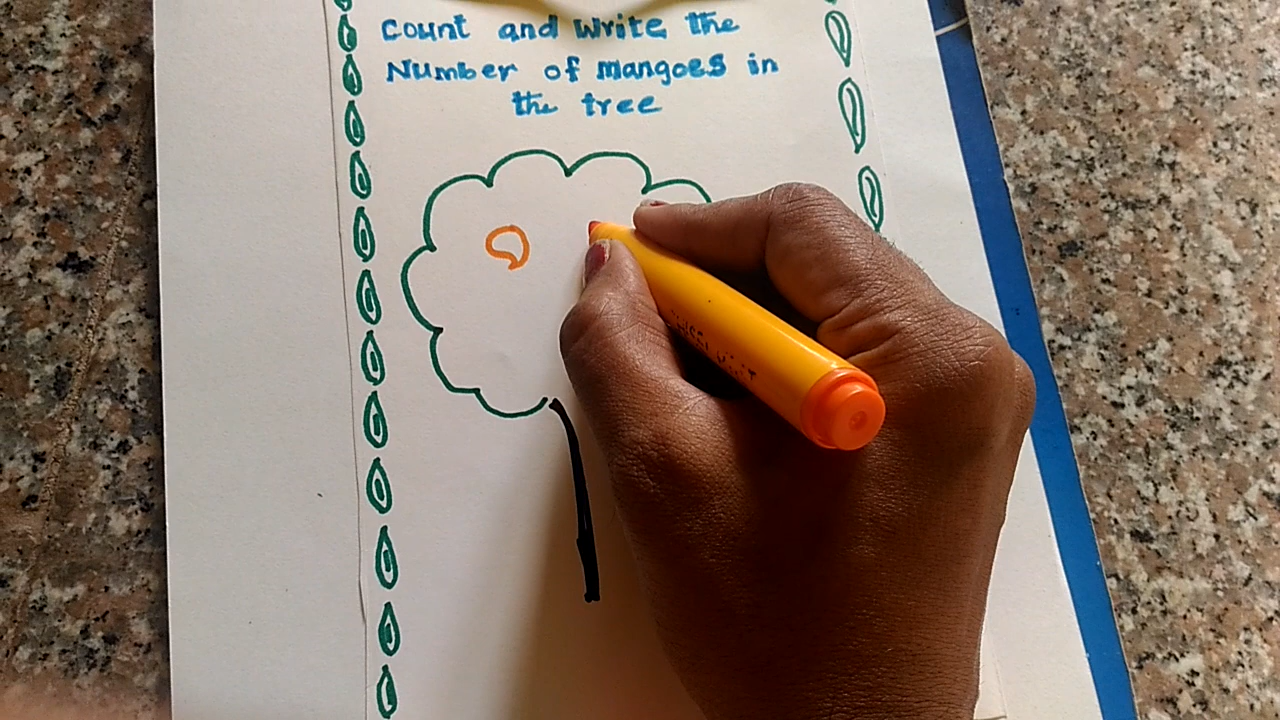 Count and Write the
Number of mangoes in
the tree